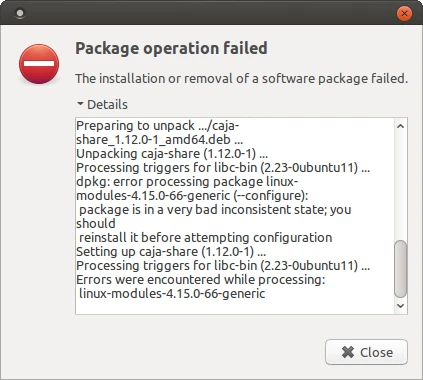 Package operation failed
The installation or removal of a software package failed.
Details
Preparing to unpack .../caja-
share_1.12.0-1_amd64.deb ...
Unpacking caja-share (1.12.0-1) ...
Processing triggers for libc-bin (2.23-0ubuntu11) ...
dpkg: error processing package linux-
modules-4.15.0-66-generic (--configure):
package is in a very bad inconsistent state; you
should
reinstall it before attempting configuration
Setting up caja-share (1.12.0-1) ...
Processing triggers for libc-bin (2.23-0ubuntu11) ...
Errors were encountered while processing:
linux-modules-4.15.0-66-generic
Close